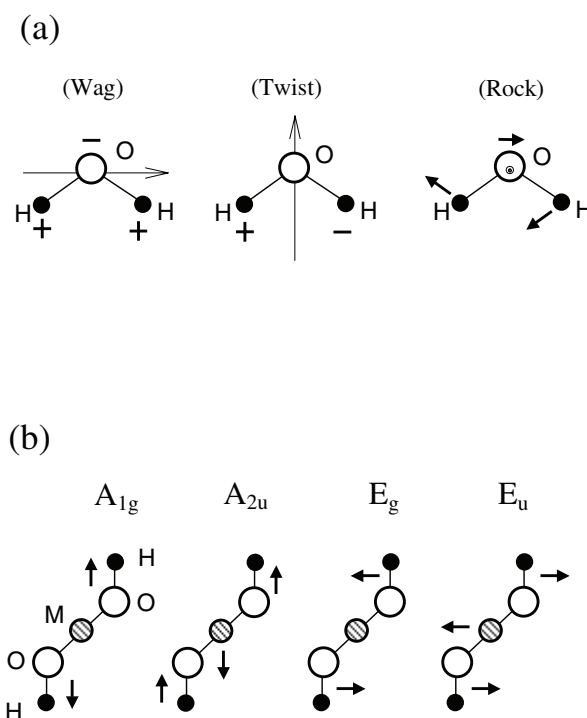 (a)
(Wag) (Twist) (Rock)
− O O O
H H H H H H
+ + + −
(b)
A1g A2u Eg Eu
H
M O
O
H